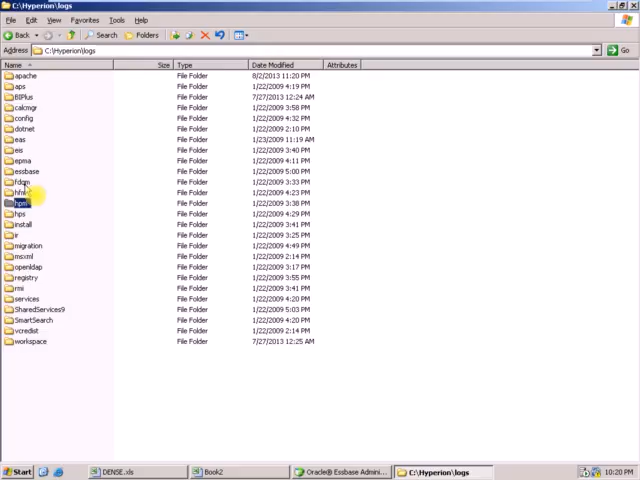 C:\Hyperion\logs
File Edit View Favorites Tools Help
Back Search Folders
Address C:\Hyperion\logs Go
Name Size Type Date Modified Attributes
apache File Folder 8/2/2013 11:20 PM
aps File Folder 1/22/2009 4:19 PM
BIPlus File Folder 7/27/2013 12:24 AM
calcmgr File Folder 1/22/2009 3:58 PM
config File Folder 1/22/2009 4:32 PM
dotnet File Folder 1/22/2009 2:10 PM
eas File Folder 1/23/2009 11:19 AM
eis File Folder 1/22/2009 3:40 PM
epma File Folder 1/22/2009 4:11 PM
essbase File Folder 1/22/2009 5:00 PM
fdqm File Folder 1/22/2009 3:33 PM
hfm File Folder 1/22/2009 4:23 PM
hpm File Folder 1/22/2009 3:38 PM
hps File Folder 1/22/2009 4:29 PM
install File Folder 1/22/2009 3:41 PM
ir File Folder 1/22/2009 3:25 PM
migration File Folder 1/22/2009 4:49 PM
msxml File Folder 1/22/2009 2:14 PM
openldap File Folder 1/22/2009 3:17 PM
registry File Folder 1/22/2009 3:55 PM
rmi File Folder 1/22/2009 3:41 PM
services File Folder 1/22/2009 4:20 PM
SharedServices9 File Folder 1/22/2009 5:03 PM
SmartSearch File Folder 1/22/2009 4:20 PM
vcredist File Folder 1/22/2009 2:14 PM
workspace File Folder 7/27/2013 12:25 AM
Start DENSE.xls Book2 Oracle® Essbase Admini... C:\Hyperion\logs 10:20 PM